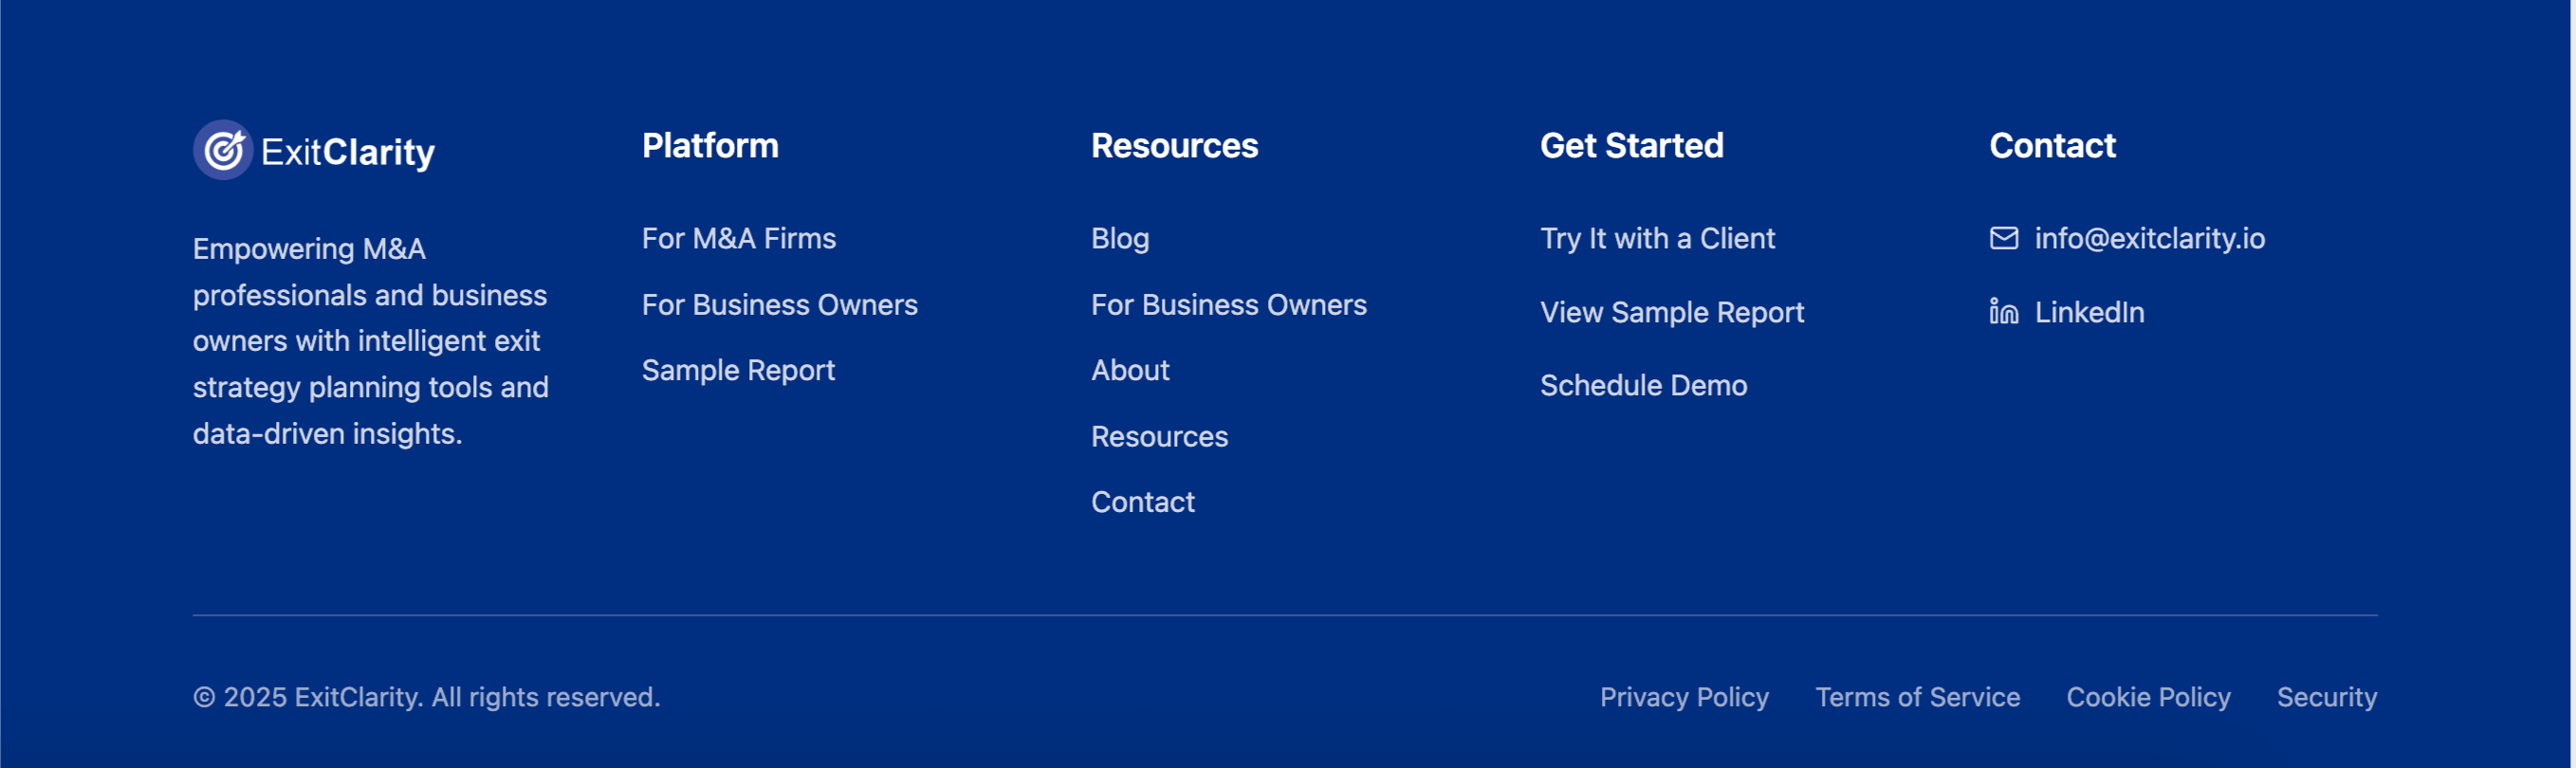 ExitClarity
Empowering M&A
professionals and business
owners with intelligent exit
strategy planning tools and
data-driven insights.
Platform
For M&A Firms
For Business Owners
Sample Report
Resources
Blog
For Business Owners
About
Resources
Contact
Get Started
Try It with a Client
View Sample Report
Schedule Demo
Contact
info@exitclarity.io
LinkedIn
© 2025 ExitClarity. All rights reserved.
Privacy Policy Terms of Service Cookie Policy Security